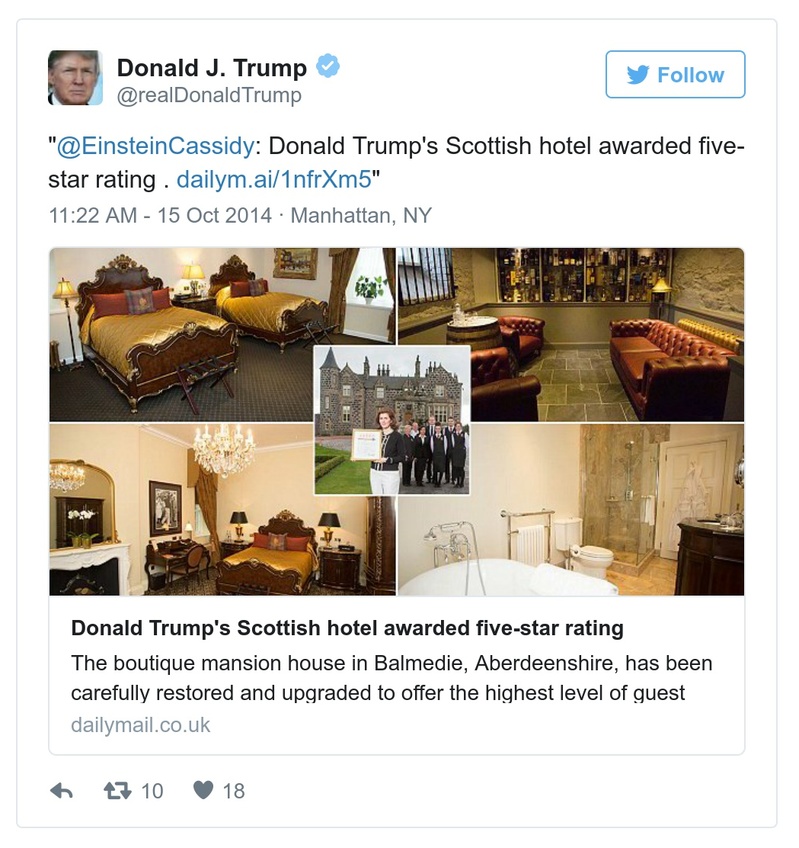 Donald J. Trump
@realDonaldTrump
Follow
"@EinsteinCassidy: Donald Trump's Scottish hotel awarded five-
star rating . dailym.ai/1nfrXm5"
11:22 AM - 15 Oct 2014 · Manhattan, NY
Donald Trump's Scottish hotel awarded five-star rating
The boutique mansion house in Balmedie, Aberdeenshire, has been
carefully restored and upgraded to offer the highest level of guest
dailymail.co.uk
10
18